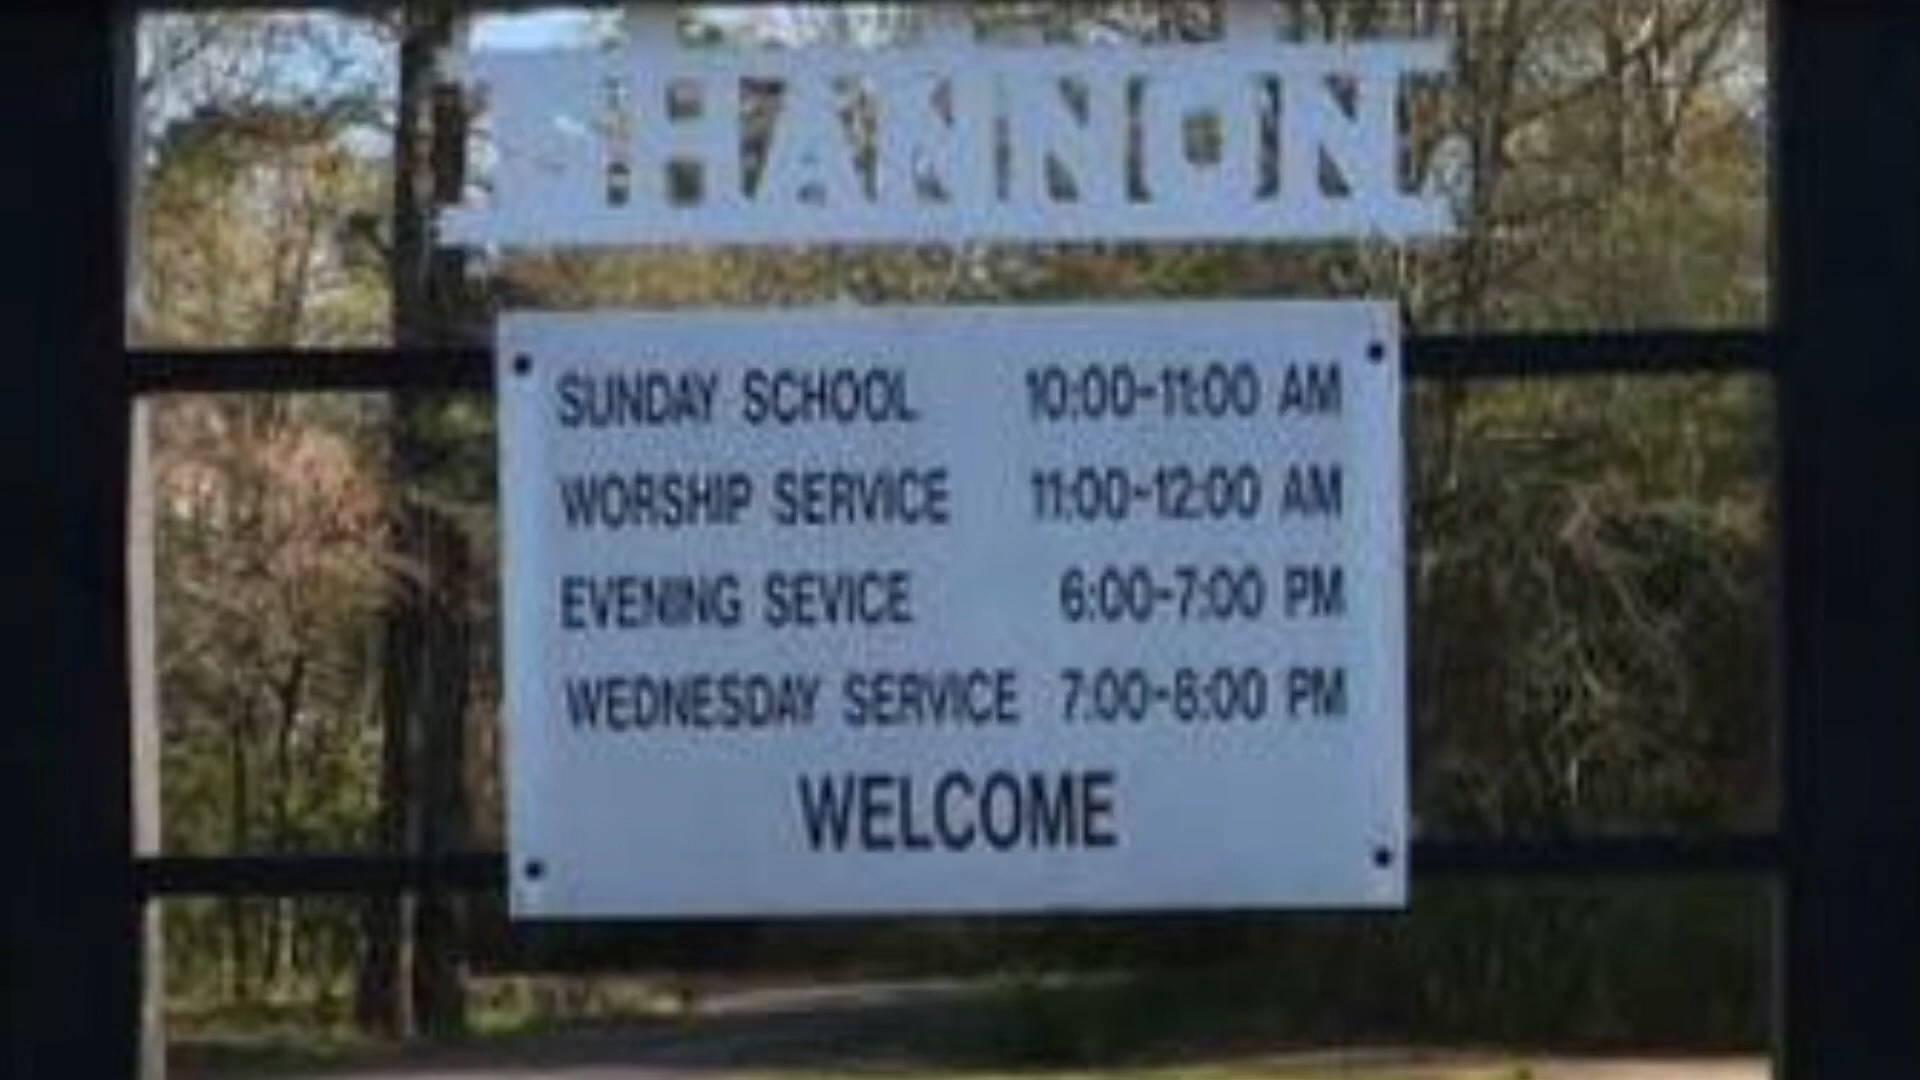 SHANNON
SUNDAY SCHOOL 10:00-11:00 AM
WORSHIP SERVICE 11:00-12:00 AM
EVENING SEVICE 6:00-7:00 PM
WEDNESDAY SERVICE 7:00-8:00 PM
WELCOME